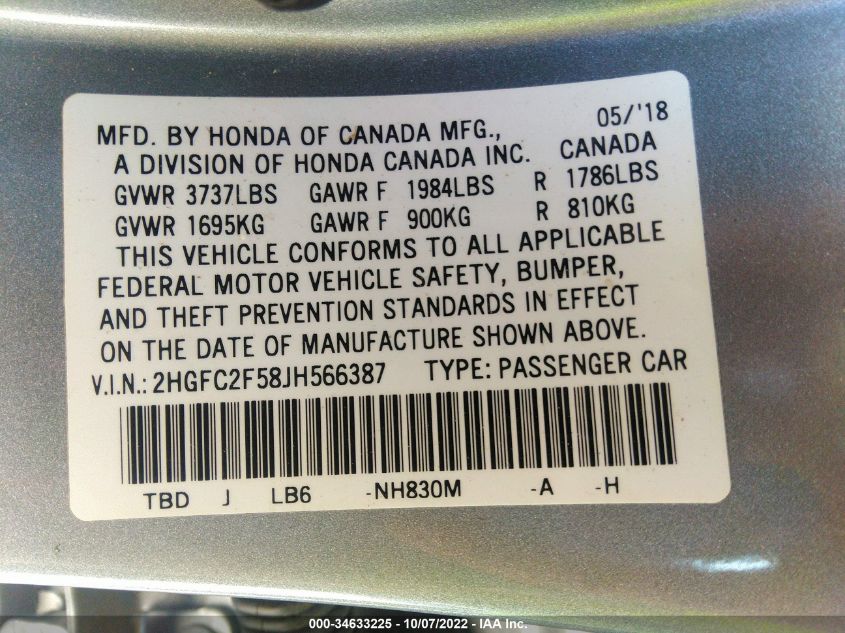 MFD. BY HONDA OF CANADA MFG., 05/'18
A DIVISION OF HONDA CANADA INC. CANADA
GVWR 3737LBS GAWR F 1984LBS R 1786LBS
GVWR 1695KG GAWR F 900KG R 810KG
THIS VEHICLE CONFORMS TO ALL APPLICABLE
FEDERAL MOTOR VEHICLE SAFETY, BUMPER,
AND THEFT PREVENTION STANDARDS IN EFFECT
ON THE DATE OF MANUFACTURE SHOWN ABOVE.
V.I.N.: 2HGFC2F58JH566387 TYPE: PASSENGER CAR
TBD J LB6 -NH830M -A -H
000-34633225 - 10/07/2022 - IAA Inc.